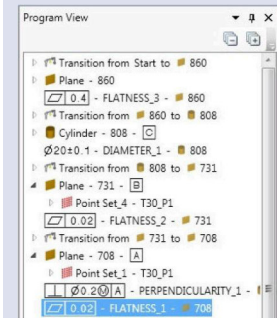 Program View
Transition from Start to 860
Plane - 860
0.4 - FLATNESS_3 - 860
Transition from 860 to 808
Cylinder - 808 - C
Ø20±0.1 - DIAMETER_1 - 808
Transition from 808 to 731
Plane - 731 - B
Point Set_4 - T30_P1
0.02 - FLATNESS_2 - 731
Transition from 731 to 708
Plane - 708 - A
Point Set_1 - T30_P1
⊥ Ø0.2Ⓜ A - PERPENDICULARITY_1 -
0.02 - FLATNESS_1 - 708